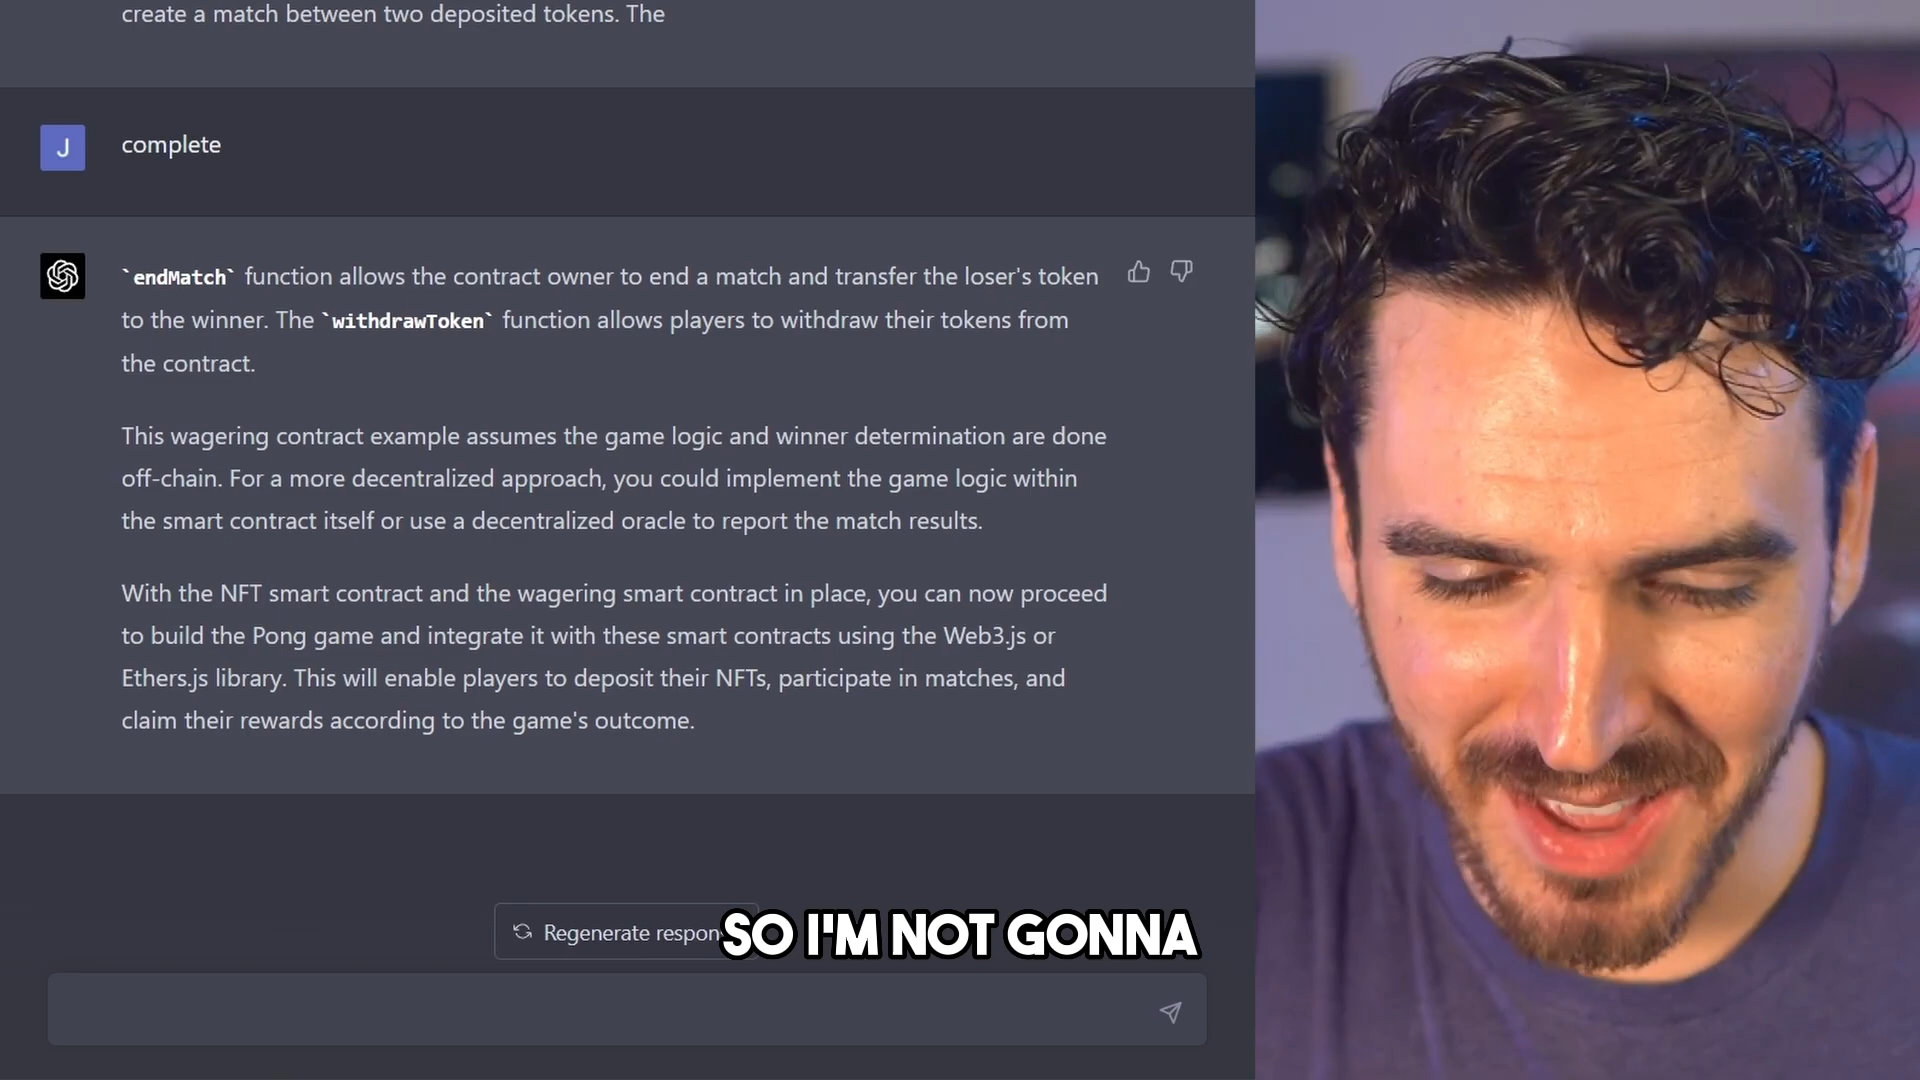 create a match between two deposited tokens. The
J
complete
`endMatch` function allows the contract owner to end a match and transfer the loser's token
to the winner. The `withdrawToken` function allows players to withdraw their tokens from
the contract.
This wagering contract example assumes the game logic and winner determination are done
off-chain. For a more decentralized approach, you could implement the game logic within
the smart contract itself or use a decentralized oracle to report the match results.
With the NFT smart contract and the wagering smart contract in place, you can now proceed
to build the Pong game and integrate it with these smart contracts using the Web3.js or
Ethers.js library. This will enable players to deposit their NFTs, participate in matches, and
claim their rewards according to the game's outcome.
Regenerate respon
SO I'M NOT GONNA